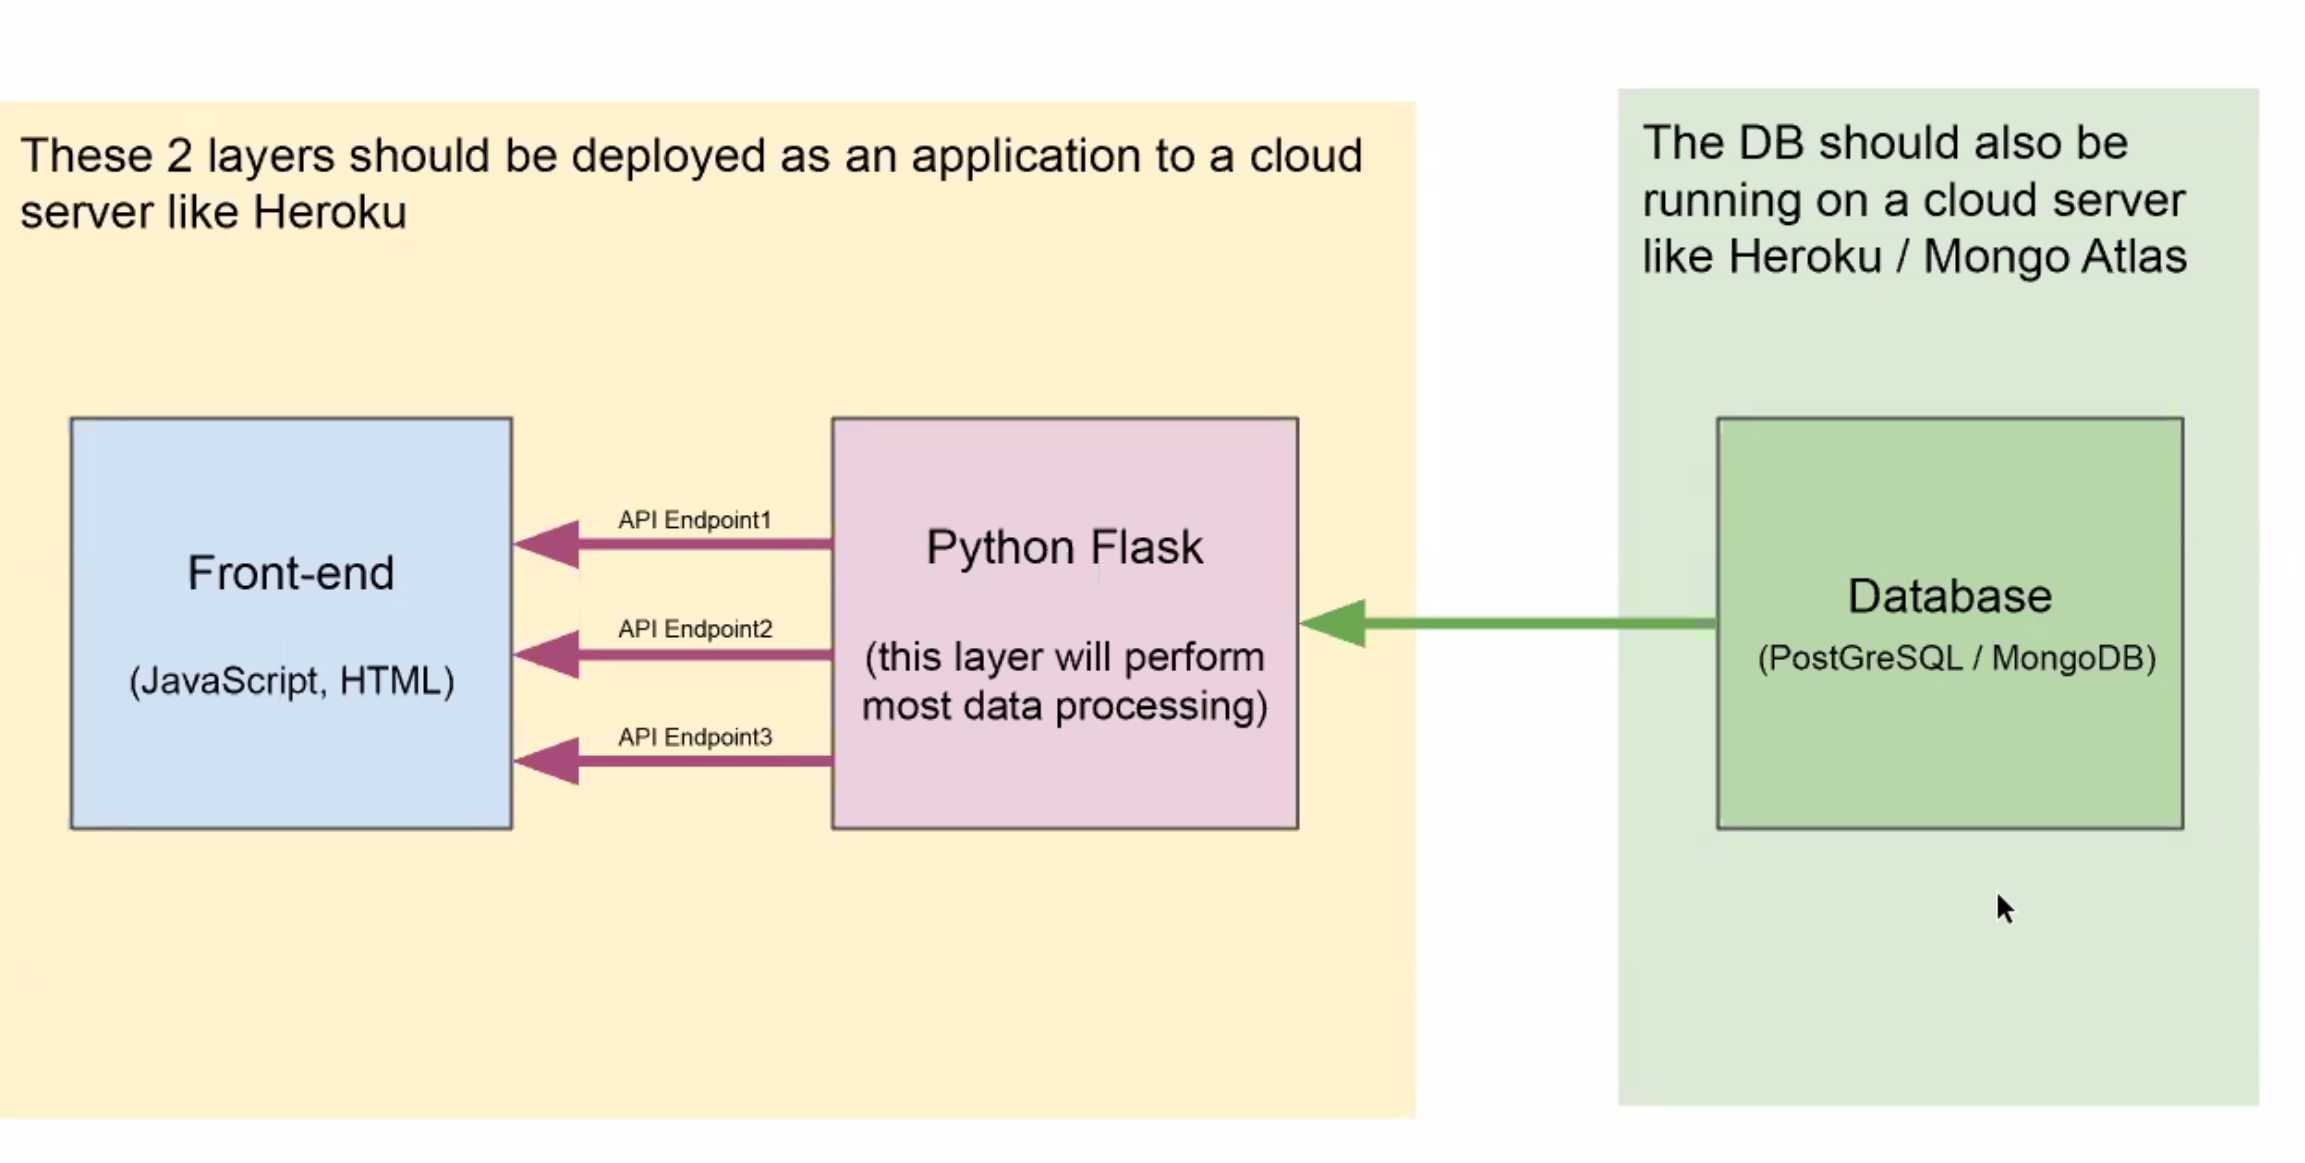 These 2 layers should be deployed as an application to a cloud
server like Heroku
The DB should also be
running on a cloud server
like Heroku / Mongo Atlas
Front-end
(JavaScript, HTML)
API Endpoint1
API Endpoint2
API Endpoint3
Python Flask
(this layer will perform
most data processing)
Database
(PostGreSQL / MongoDB)